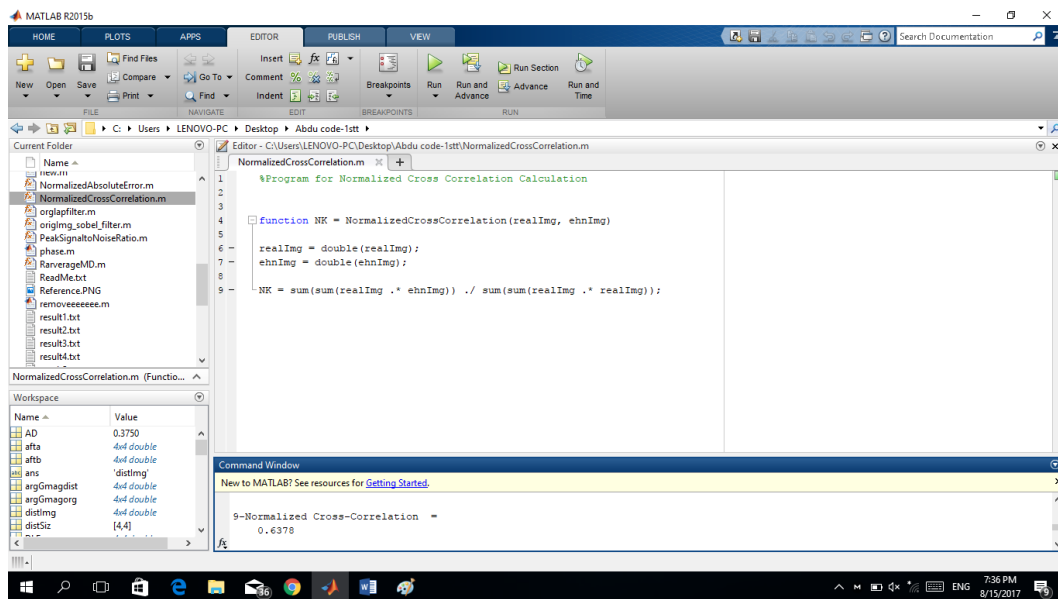 MATLAB R2015b
HOME PLOTS APPS EDITOR PUBLISH VIEW Search Documentation
New Open Save
Find Files
Compare
Print
Go To
Find
Insert fx
Comment
Indent
Breakpoints
Run
Run and Advance
Run Section
Advance
Run and Time
FILE NAVIGATE EDIT BREAKPOINTS RUN
C: Users LENOVO-PC Desktop Abdu code-1stt
Current Folder
Name
new.m
NormalizedAbsoluteError.m
NormalizedCrossCorrelation.m
orglapfilter.m
origImg_sobel_filter.m
PeakSignaltoNoiseRatio.m
phase.m
RarverageMD.m
ReadMe.txt
Reference.PNG
removeeeeeee.m
result1.txt
result2.txt
result3.txt
result4.txt
NormalizedCrossCorrelation.m (Functio...
Workspace
Name Value
AD 0.3750
afta 4x4 double
aftb 4x4 double
abc ans 'distImg'
argGmagdist 4x4 double
argGmagorg 4x4 double
distImg 4x4 double
distSiz [4,4]
Editor - C:\Users\LENOVO-PC\Desktop\Abdu code-1stt\NormalizedCrossCorrelation.m
NormalizedCrossCorrelation.m
1 %Program for Normalized Cross Correlation Calculation
2
3
4 function NK = NormalizedCrossCorrelation(realImg, ehnImg)
5
6 – realImg = double(realImg);
7 – ehnImg = double(ehnImg);
8
9 – NK = sum(sum(realImg .* ehnImg)) ./ sum(sum(realImg .* realImg));
Command Window
New to MATLAB? See resources for Getting Started.
9-Normalized Cross-Correlation =
0.6378
fx
36
ENG
7:36 PM
8/15/2017
9